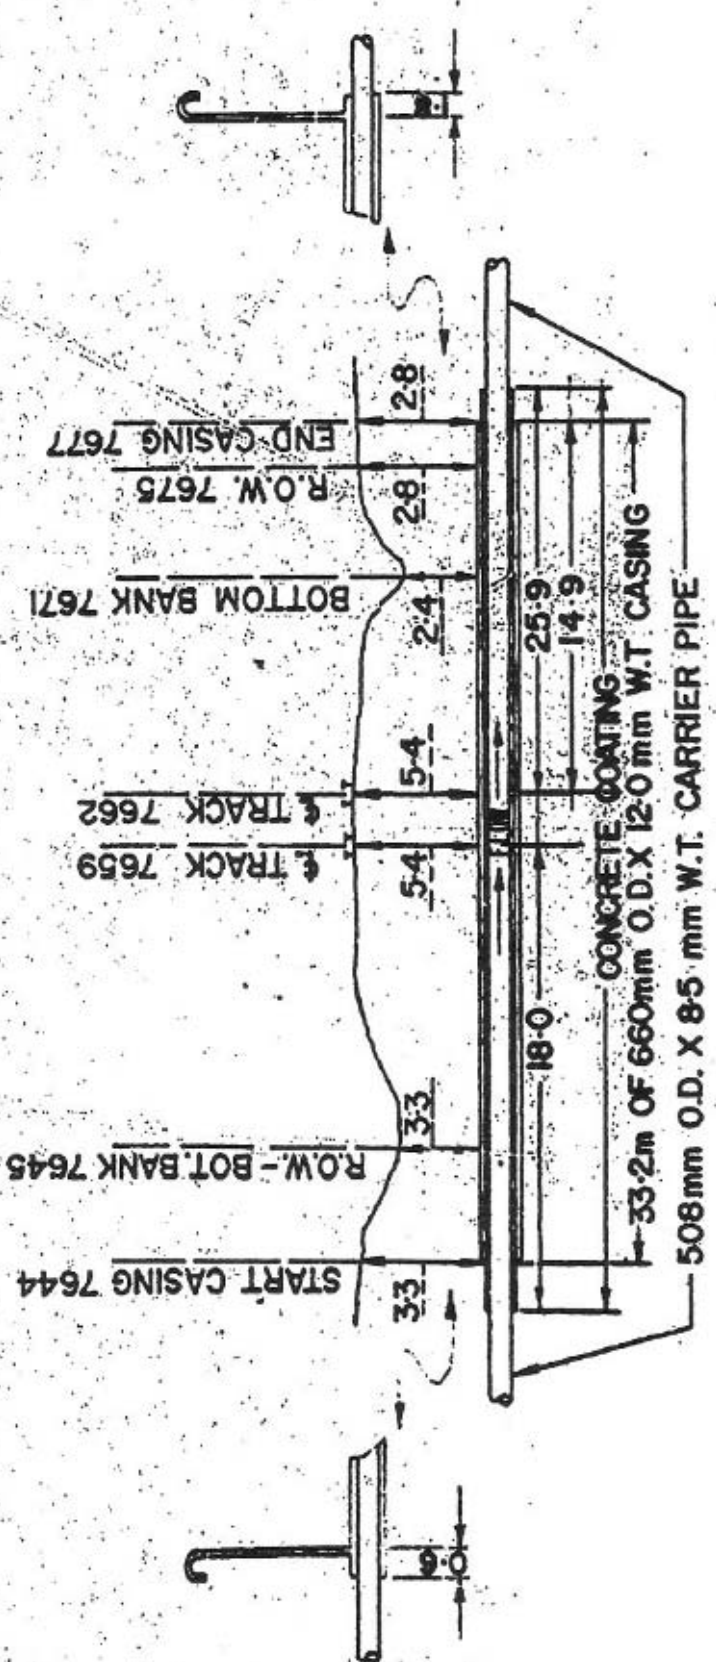 START CASING 7644
R.O.W.-BOT.BANK 7645
℄ TRACK 7659
℄ TRACK 7662
BOTTOM BANK 7671
R.O.W. 7675
END CASING 7677
3·3
3·3
5·4
5·4
2·4
2·8
2·8
18·0
25·9
14·9
CONCRETE COATING
33·2m OF 660mm O.D.X 12·0mm W.T. CASING
508mm O.D. X 8·5 mm W.T. CARRIER PIPE